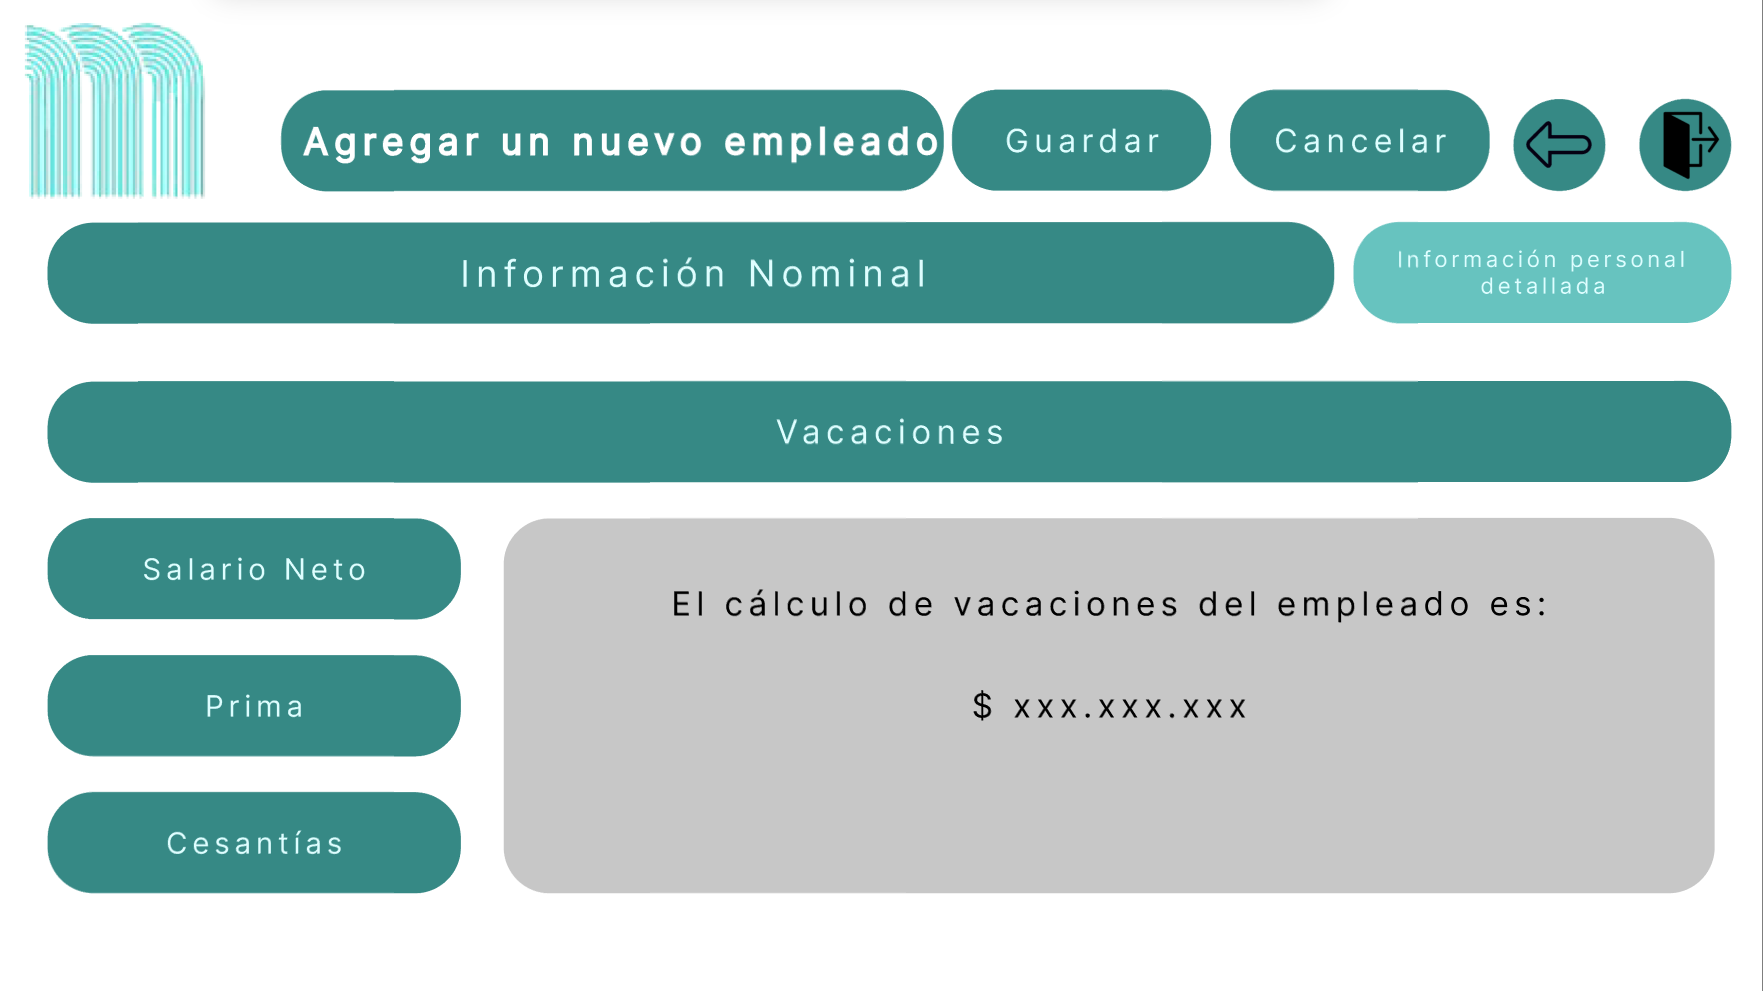 Agregar un nuevo empleado
Guardar
Cancelar
Información Nominal
Información personal
detallada
Vacaciones
Salario Neto
Prima
Cesantías
El cálculo de vacaciones del empleado es:
$ xxx.xxx.xxx